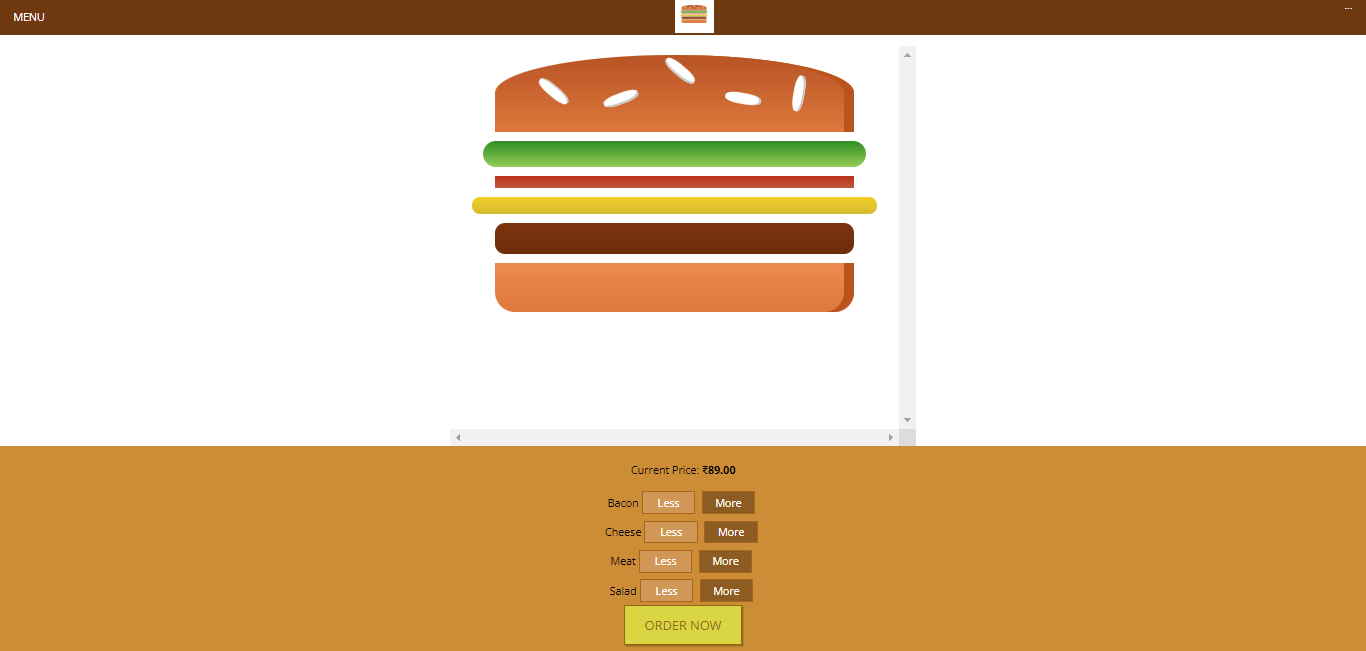 MENU
...
Current Price: ₹89.00
Bacon Less More
Cheese Less More
Meat Less More
Salad Less More
ORDER NOW